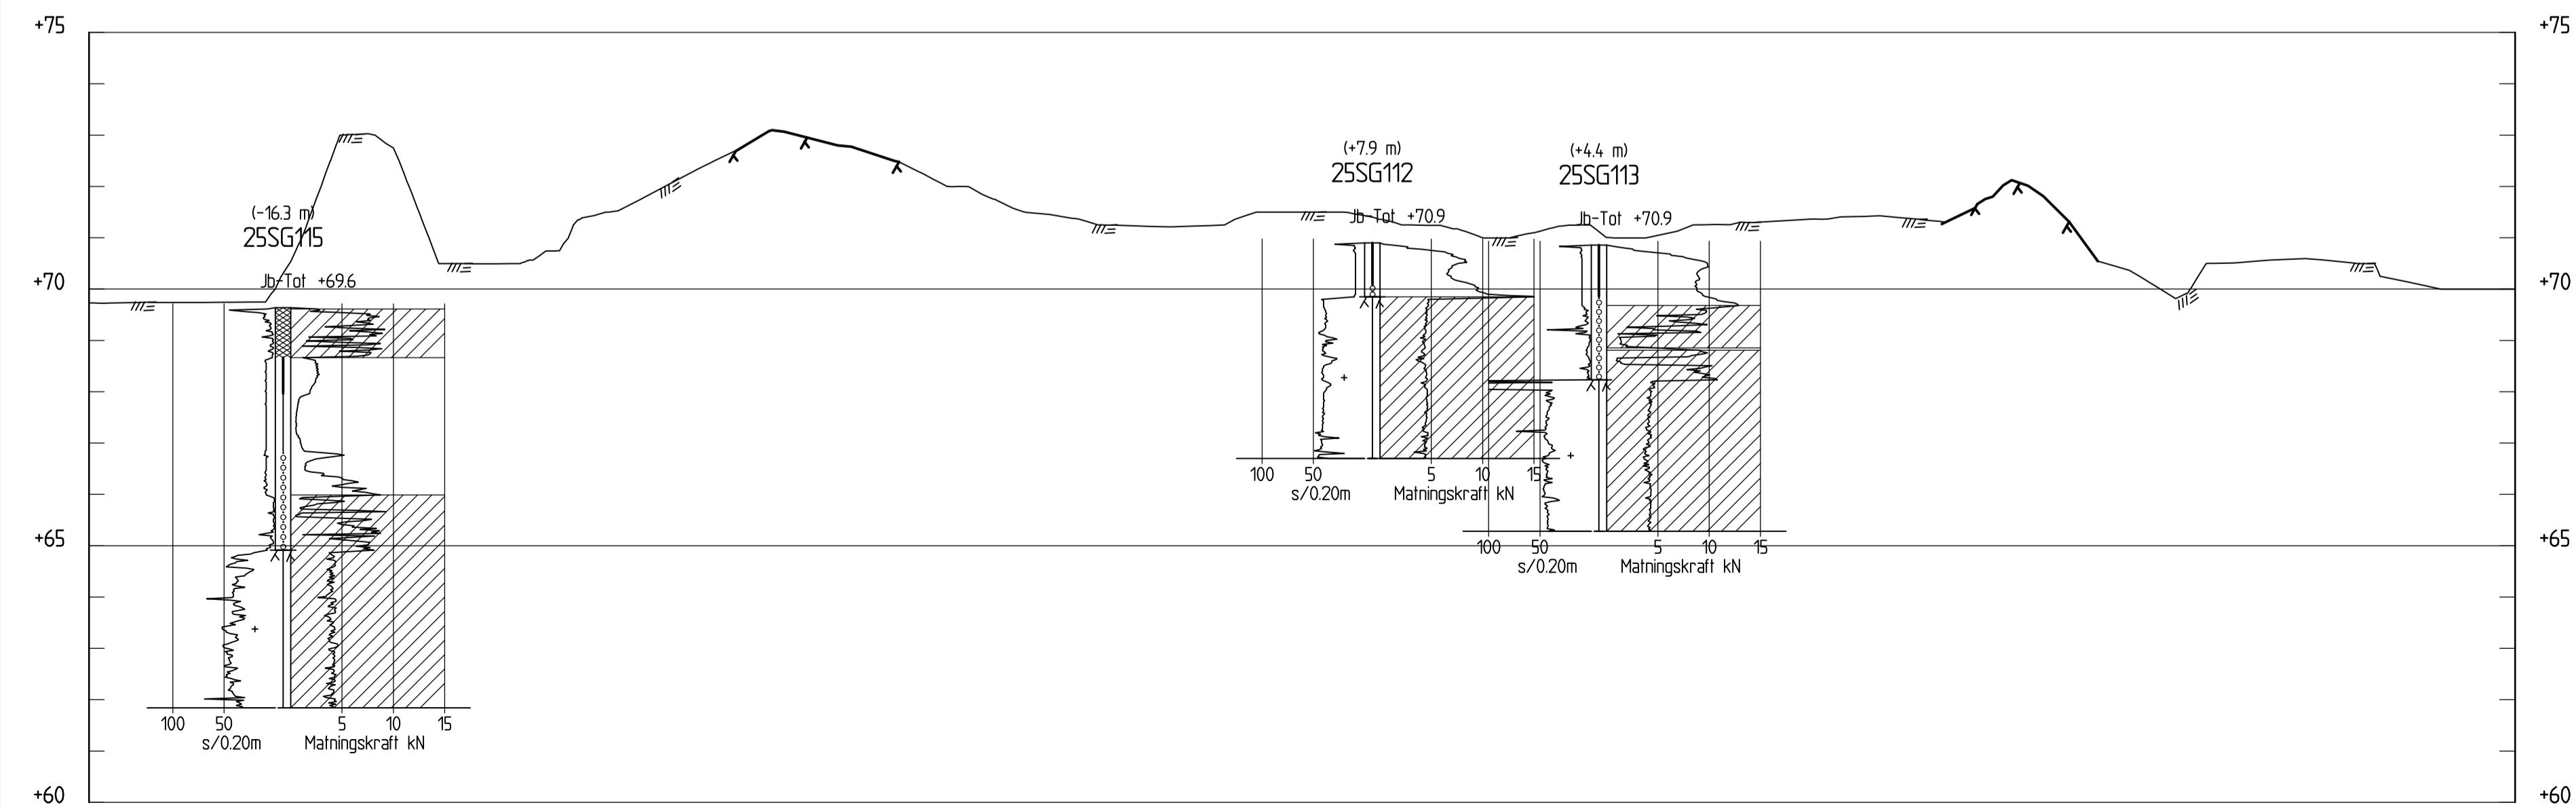 +75 +75
(+7.9 m) (+4.4 m)
25SG112 25SG113
(-16.3 m)
25SG115
Jb-Tot +70.9 Jb-Tot +70.9
Jb-Tot +69.6
+70 +70
100 50 5 10 15
s/0.20m Matningskraft kN
+65 +65
100 50 5 10 15
s/0.20m Matningskraft kN
100 50 5 10 15
s/0.20m Matningskraft kN
+60 +60